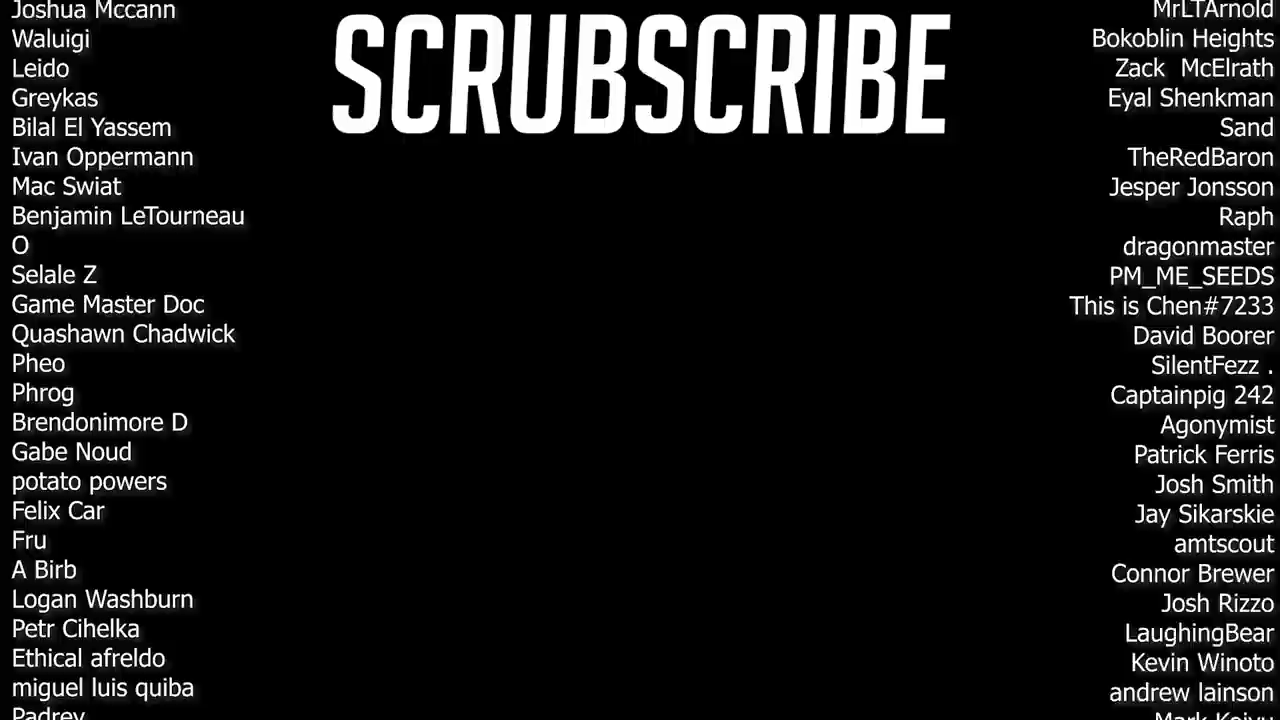 SCRUBSCRIBE
Joshua Mccann
Waluigi
Leido
Greykas
Bilal El Yassem
Ivan Oppermann
Mac Swiat
Benjamin LeTourneau
O
Selale Z
Game Master Doc
Quashawn Chadwick
Pheo
Phrog
Brendonimore D
Gabe Noud
potato powers
Felix Car
Fru
A Birb
Logan Washburn
Petr Cihelka
Ethical afreldo
miguel luis quiba
Padrey
MrLTArnold
Bokoblin Heights
Zack  McElrath
Eyal Shenkman
Sand
TheRedBaron
Jesper Jonsson
Raph
dragonmaster
PM_ME_SEEDS
This is Chen#7233
David Boorer
SilentFezz .
Captainpig 242
Agonymist
Patrick Ferris
Josh Smith
Jay Sikarskie
amtscout
Connor Brewer
Josh Rizzo
LaughingBear
Kevin Winoto
andrew lainson
Mark